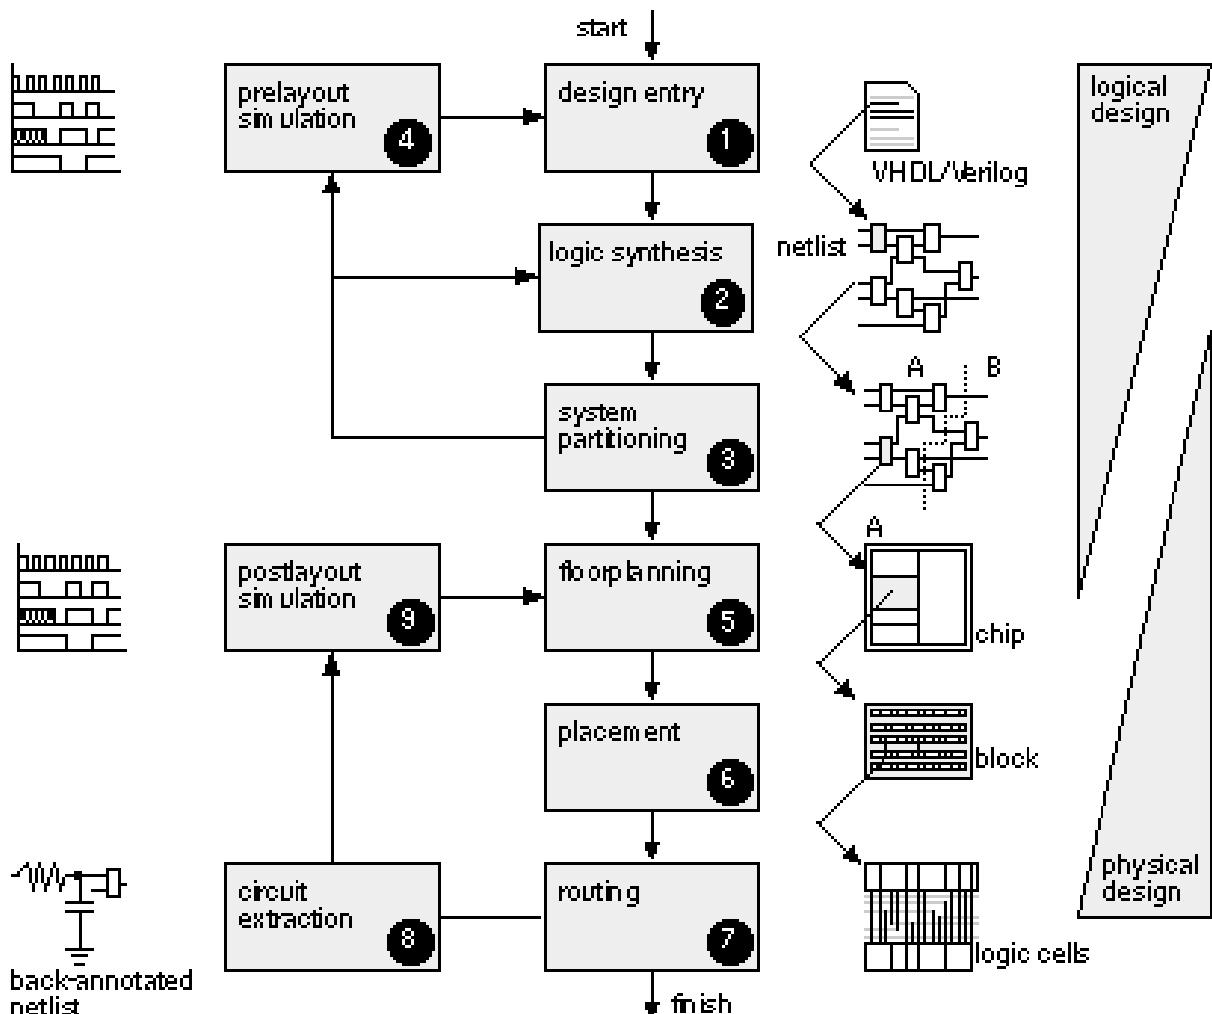 start
prelayout
simulation
4
design entry
1
VHDL/Verilog
logical
design
logic synthesis
2
netlist
system
partitioning
3
A
B
postlayout
simulation
9
floorplanning
5
A
chip
placement
6
block
circuit
extraction
8
routing
7
logic cells
physical
design
back-annotated
netlist
finish